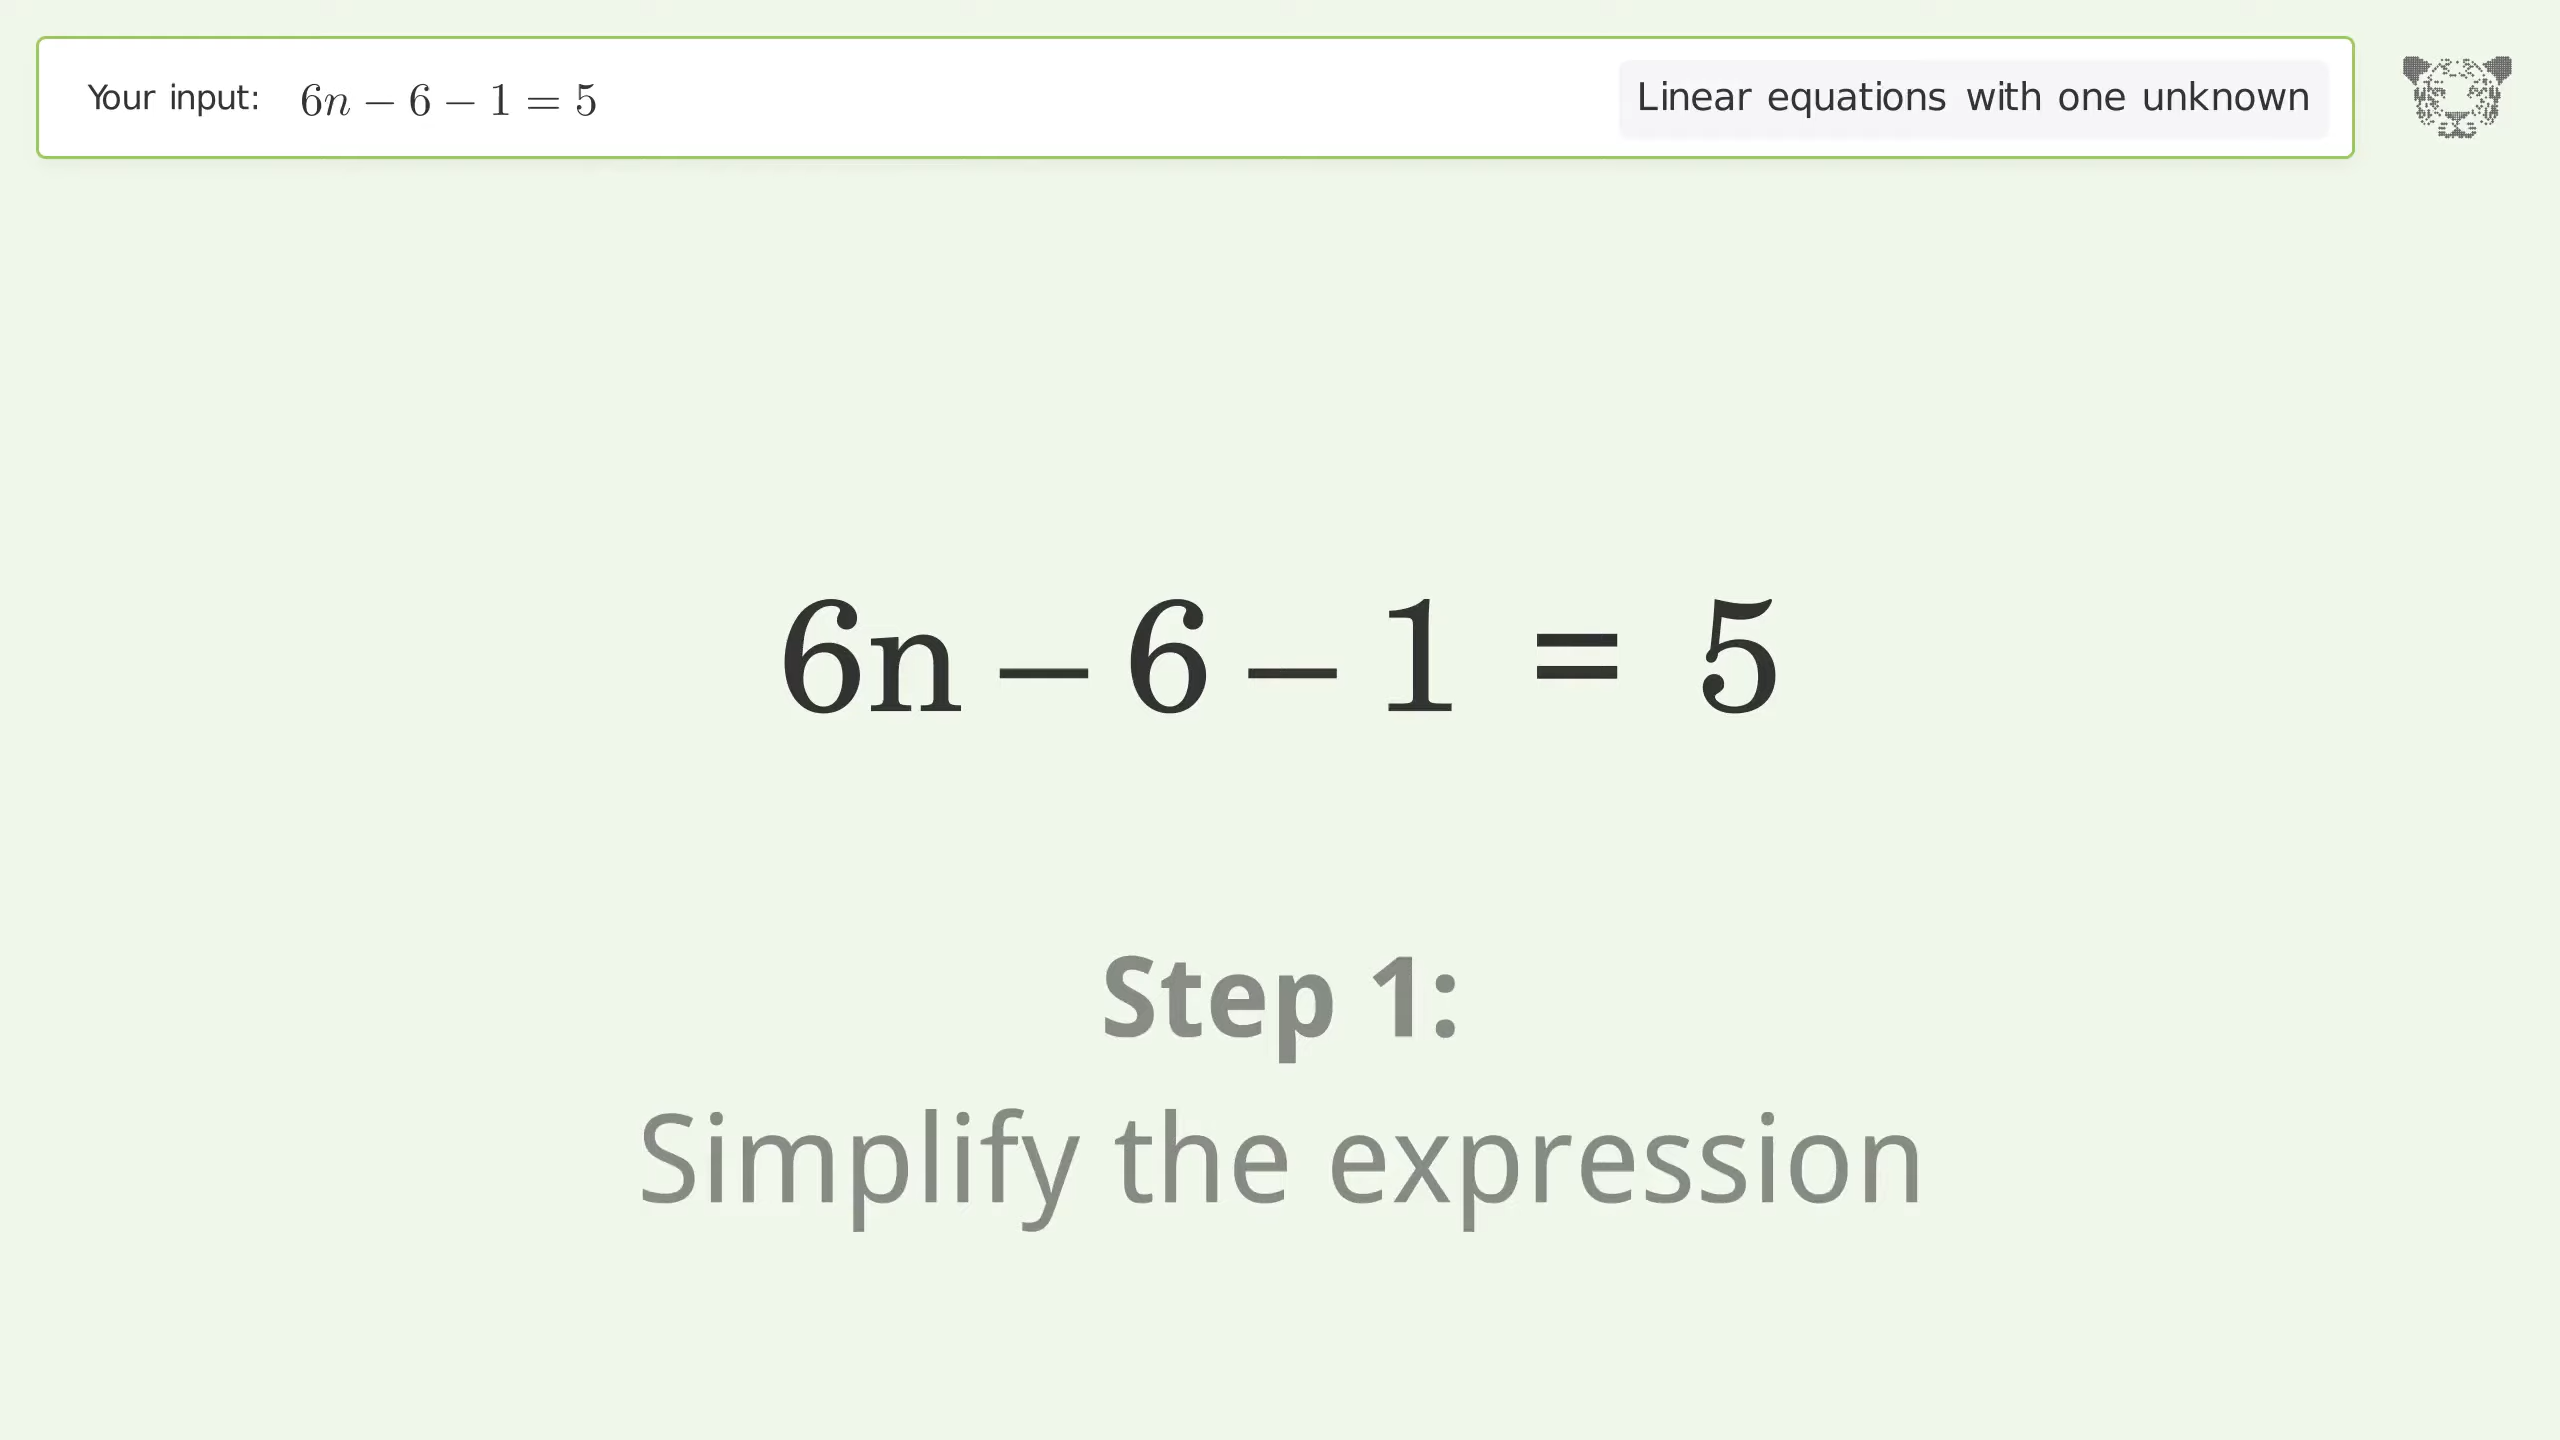 Your input: 6n − 6 − 1 = 5
Linear equations with one unknown
6n – 6 – 1 = 5
Step 1:
Simplify the expression